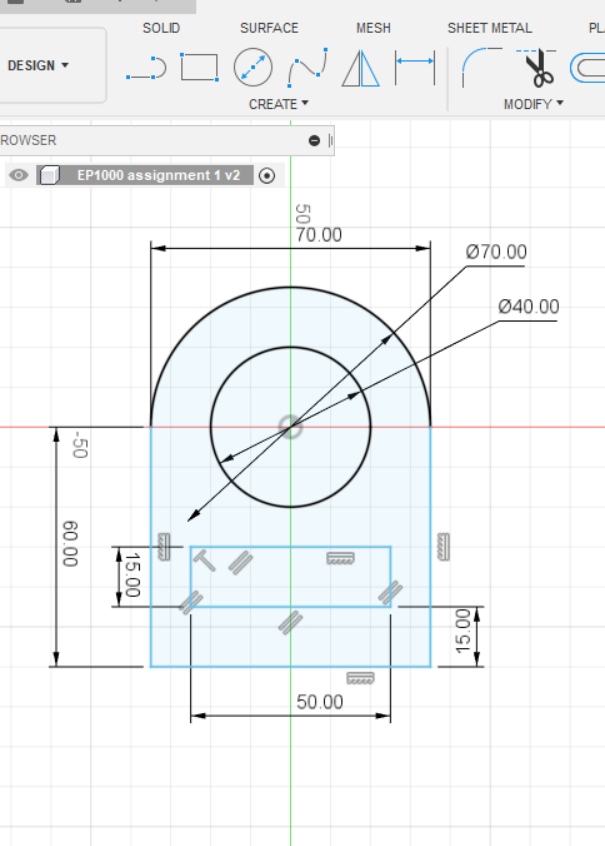 SOLID SURFACE MESH SHEET METAL PL
DESIGN
CREATE MODIFY
ROWSER
EP1000 assignment 1 v2
50
70.00
Ø70.00
Ø40.00
-50
60.00
15.00
15.00
50.00